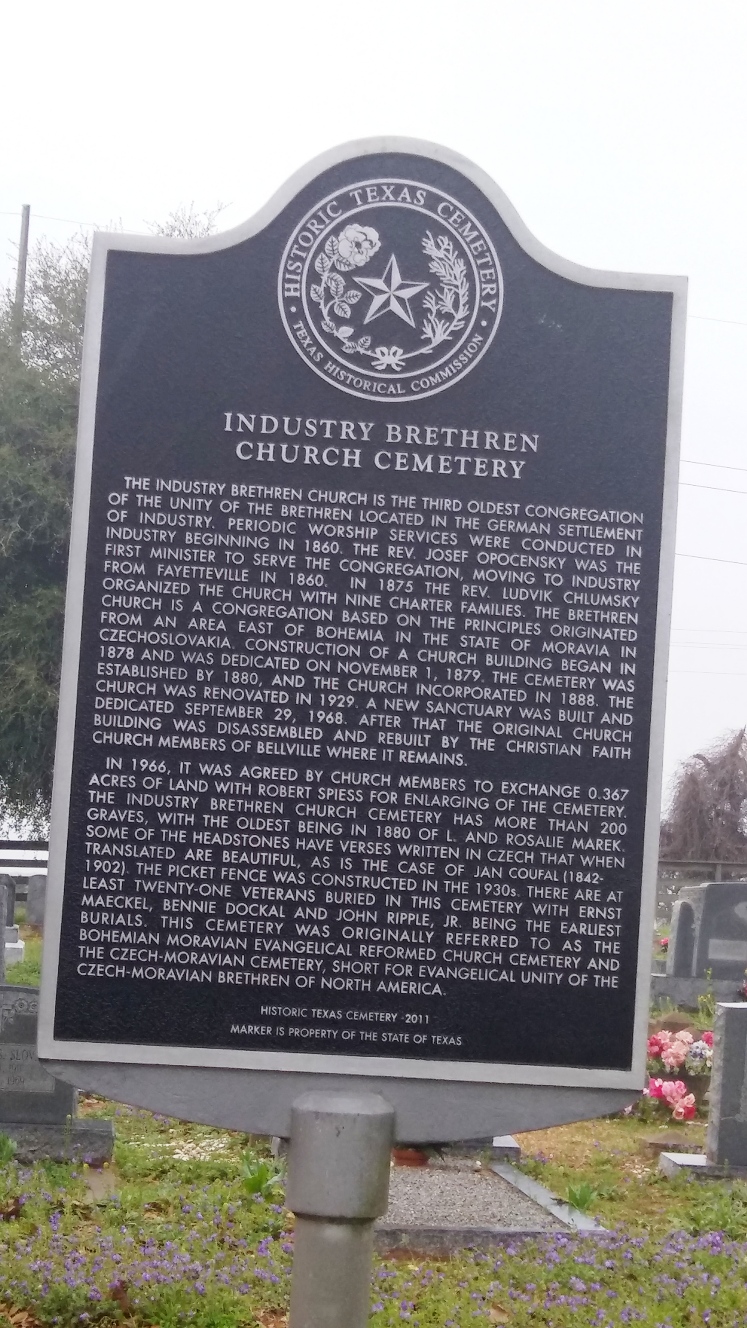 HISTORIC TEXAS CEMETERY
TEXAS HISTORICAL COMMISSION
INDUSTRY BRETHREN
CHURCH CEMETERY
THE INDUSTRY BRETHREN CHURCH IS THE THIRD OLDEST CONGREGATION
OF THE UNITY OF THE BRETHREN LOCATED IN THE GERMAN SETTLEMENT
OF INDUSTRY. PERIODIC WORSHIP SERVICES WERE CONDUCTED IN
INDUSTRY BEGINNING IN 1860. THE REV. JOSEF OPOCENSKY WAS THE
FIRST MINISTER TO SERVE THE CONGREGATION, MOVING TO INDUSTRY
FROM FAYETTEVILLE IN 1860. IN 1875 THE REV. LUDVIK CHLUMSKY
ORGANIZED THE CHURCH WITH NINE CHARTER FAMILIES. THE BRETHREN
CHURCH IS A CONGREGATION BASED ON THE PRINCIPLES ORIGINATED
FROM AN AREA EAST OF BOHEMIA IN THE STATE OF MORAVIA IN
CZECHOSLOVAKIA. CONSTRUCTION OF A CHURCH BUILDING BEGAN IN
1878 AND WAS DEDICATED ON NOVEMBER 1, 1879. THE CEMETERY WAS
ESTABLISHED BY 1880, AND THE CHURCH INCORPORATED IN 1888. THE
CHURCH WAS RENOVATED IN 1929. A NEW SANCTUARY WAS BUILT AND
DEDICATED SEPTEMBER 29, 1968. AFTER THAT THE ORIGINAL CHURCH
BUILDING WAS DISASSEMBLED AND REBUILT BY THE CHRISTIAN FAITH
CHURCH MEMBERS OF BELLVILLE WHERE IT REMAINS.
IN 1966, IT WAS AGREED BY CHURCH MEMBERS TO EXCHANGE 0.367
ACRES OF LAND WITH ROBERT SPIESS FOR ENLARGING OF THE CEMETERY.
THE INDUSTRY BRETHREN CHURCH CEMETERY HAS MORE THAN 200
GRAVES, WITH THE OLDEST BEING IN 1880 OF L. AND ROSALIE MAREK.
SOME OF THE HEADSTONES HAVE VERSES WRITTEN IN CZECH THAT WHEN
TRANSLATED ARE BEAUTIFUL, AS IS THE CASE OF JAN COUFAL (1842-
1902). THE PICKET FENCE WAS CONSTRUCTED IN THE 1930s. THERE ARE AT
LEAST TWENTY-ONE VETERANS BURIED IN THIS CEMETERY WITH ERNST
MAECKEL, BENNIE DOCKAL AND JOHN RIPPLE, JR. BEING THE EARLIEST
BURIALS. THIS CEMETERY WAS ORIGINALLY REFERRED TO AS THE
BOHEMIAN MORAVIAN EVANGELICAL REFORMED CHURCH CEMETERY AND
THE CZECH-MORAVIAN CEMETERY, SHORT FOR EVANGELICAL UNITY OF THE
CZECH-MORAVIAN BRETHREN OF NORTH AMERICA.
HISTORIC TEXAS CEMETERY - 2011
MARKER IS PROPERTY OF THE STATE OF TEXAS